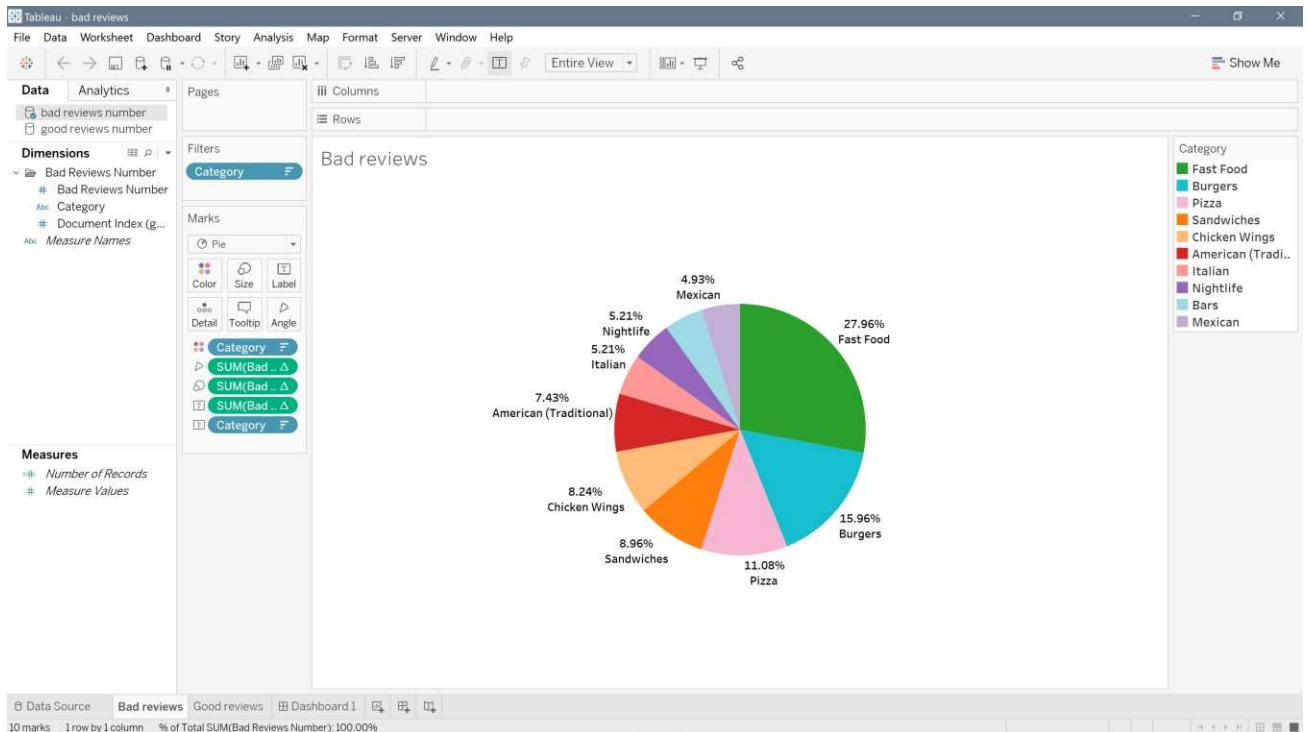 Tableau - bad reviews
File Data Worksheet Dashboard Story Analysis Map Format Server Window Help
Entire View
Show Me
Data Analytics
Pages
Columns
bad reviews number
good reviews number
Rows
Dimensions
Filters
Bad reviews
Category
Bad Reviews Number
Category
Fast Food
# Bad Reviews Number
Burgers
Abc Category
Pizza
# Document Index (g...
Marks
Sandwiches
Abc Measure Names
Pie
Chicken Wings
American (Tradi..
Color Size Label
Italian
Nightlife
Detail Tooltip Angle
Bars
Mexican
Category
SUM(Bad .. Δ
SUM(Bad .. Δ
SUM(Bad .. Δ
Category
4.93%
Mexican
5.21%
Nightlife
5.21%
Italian
7.43%
American (Traditional)
8.24%
Chicken Wings
8.96%
Sandwiches
11.08%
Pizza
15.96%
Burgers
27.96%
Fast Food
Measures
=# Number of Records
# Measure Values
Data Source Bad reviews Good reviews Dashboard 1
10 marks 1 row by 1 column % of Total SUM(Bad Reviews Number): 100.00%